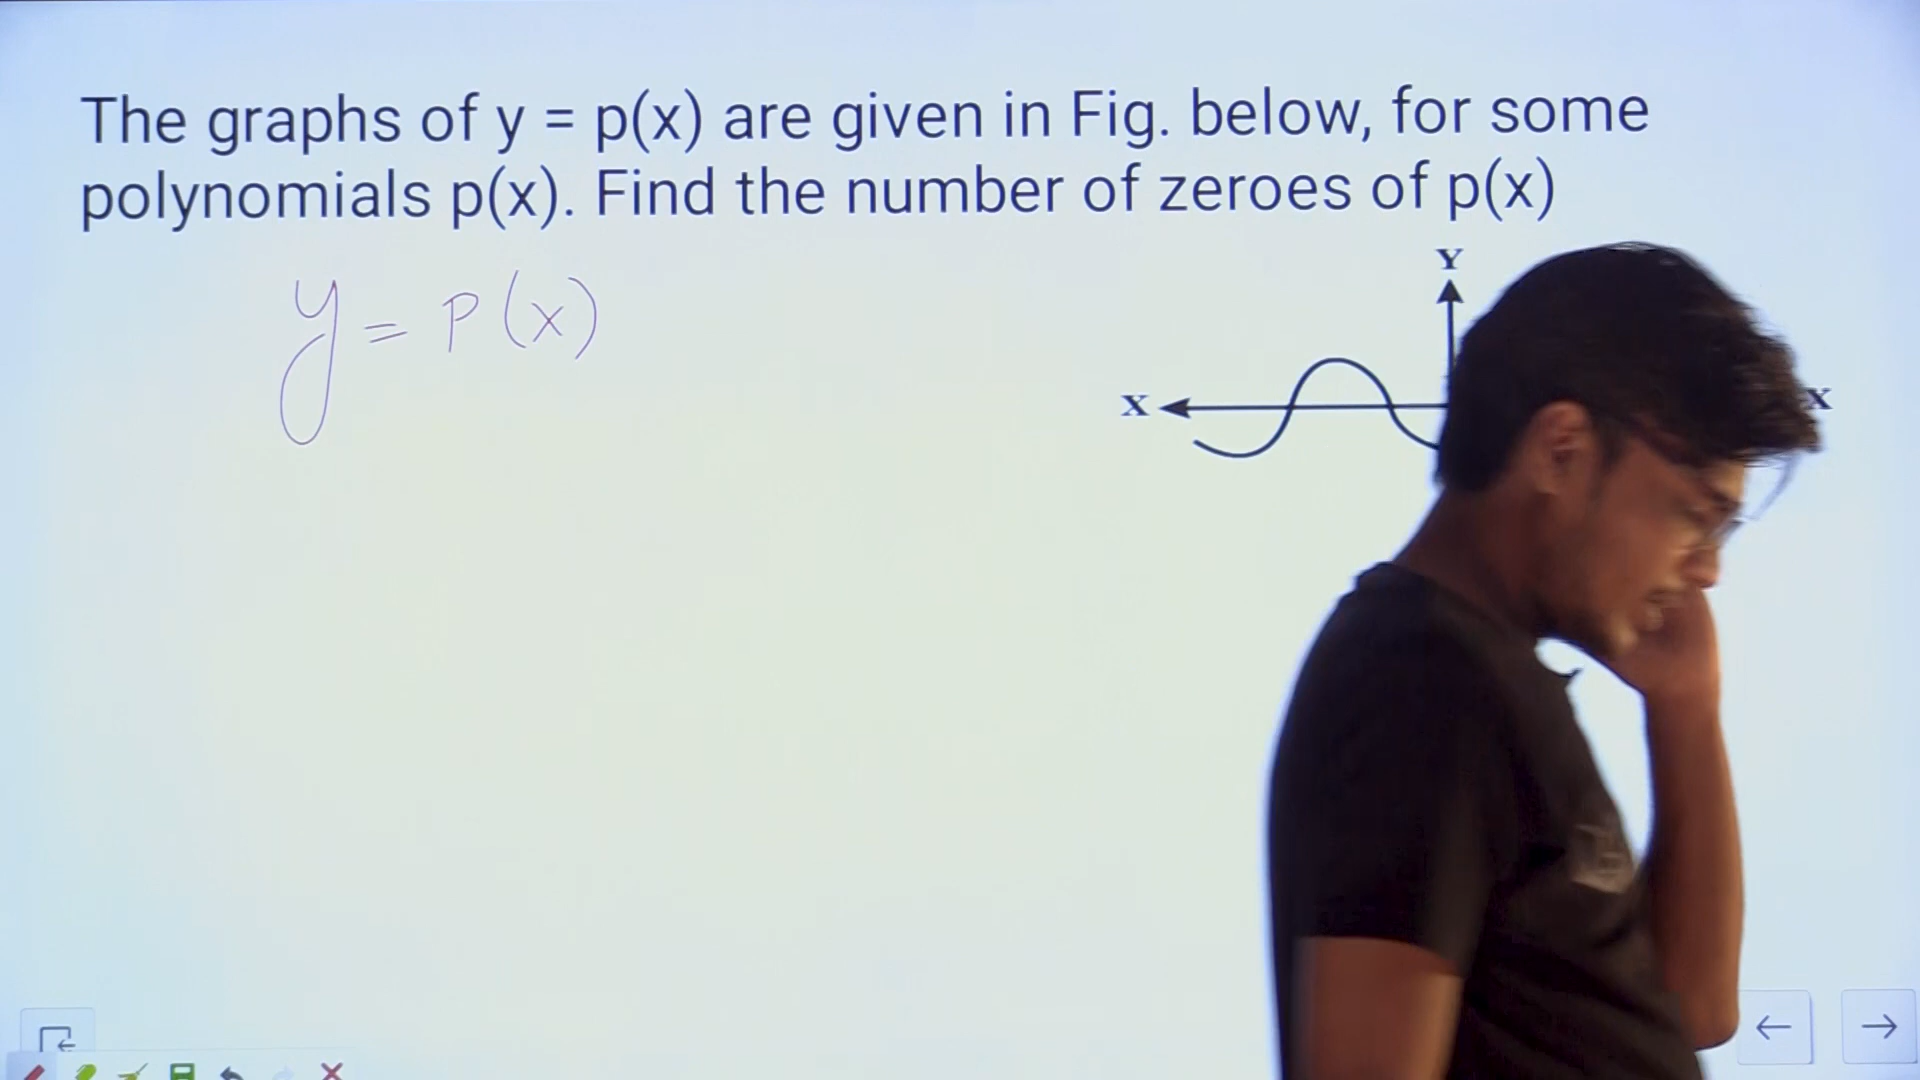 The graphs of y = p(x) are given in Fig. below, for some
polynomials p(x). Find the number of zeroes of p(x)
y = p(x)
Y
X
X